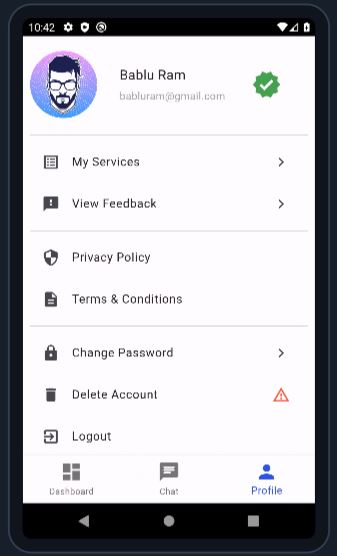 10:42
Bablu Ram
babluram@gmail.com
My Services
View Feedback
Privacy Policy
Terms & Conditions
Change Password
Delete Account
Logout
Dashboard Chat Profile